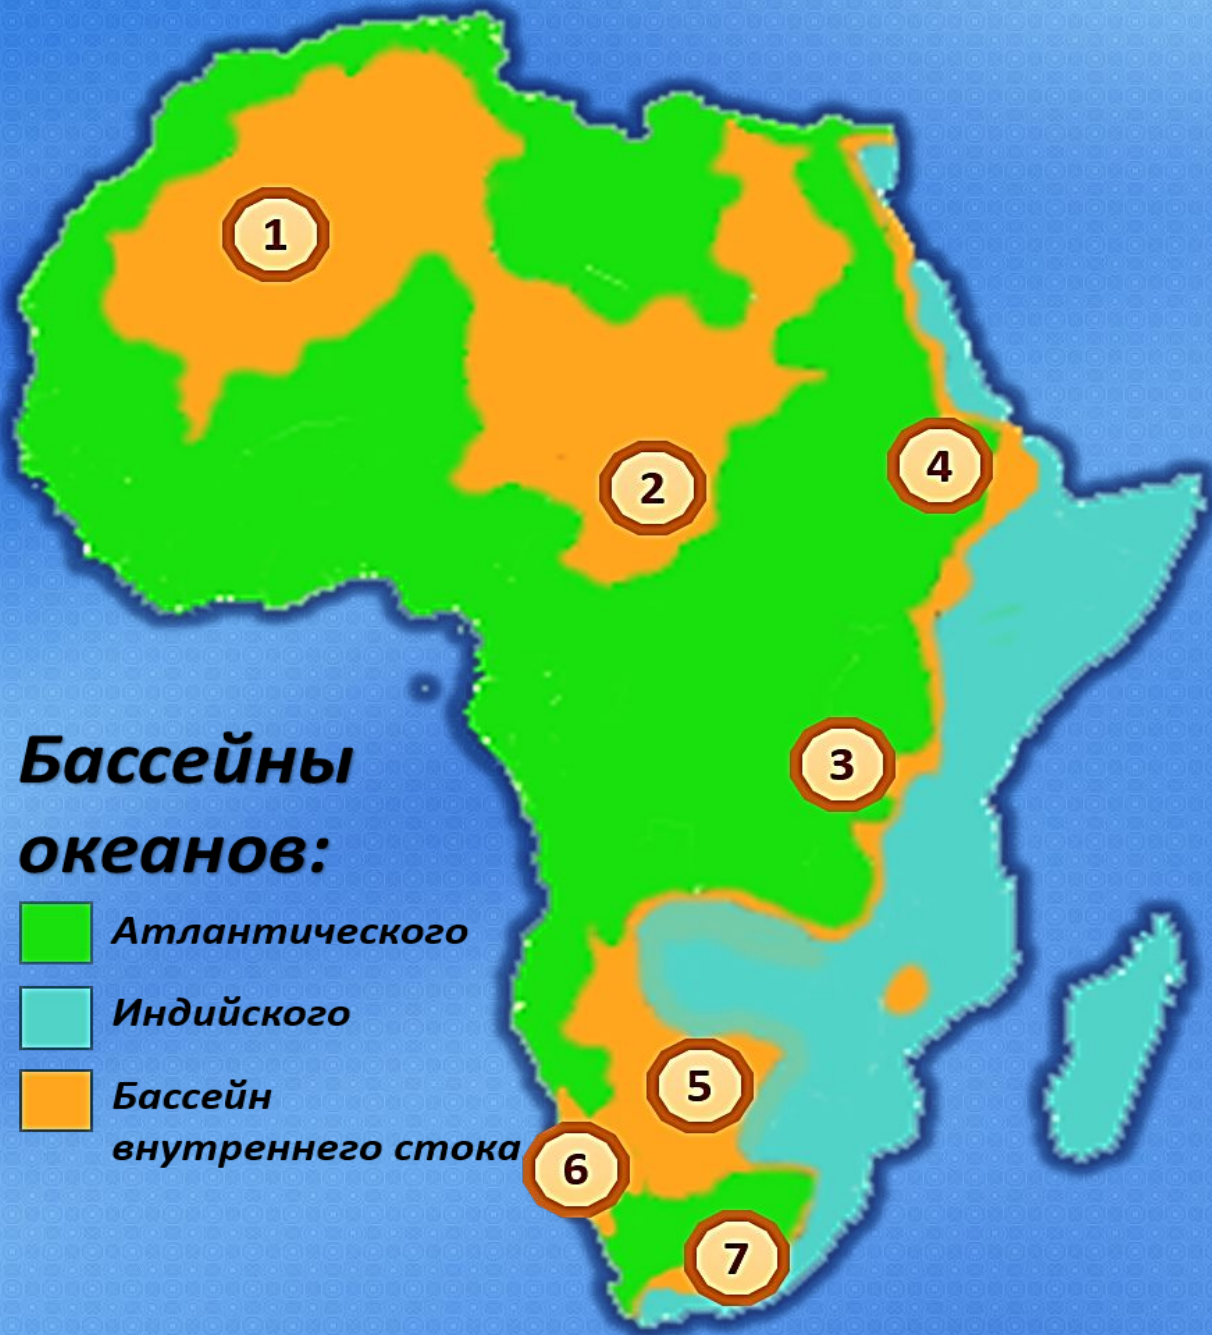 1
2
4
3
5
6
7
Бассейны
океанов:
Атлантического
Индийского
Бассейн
внутреннего стока